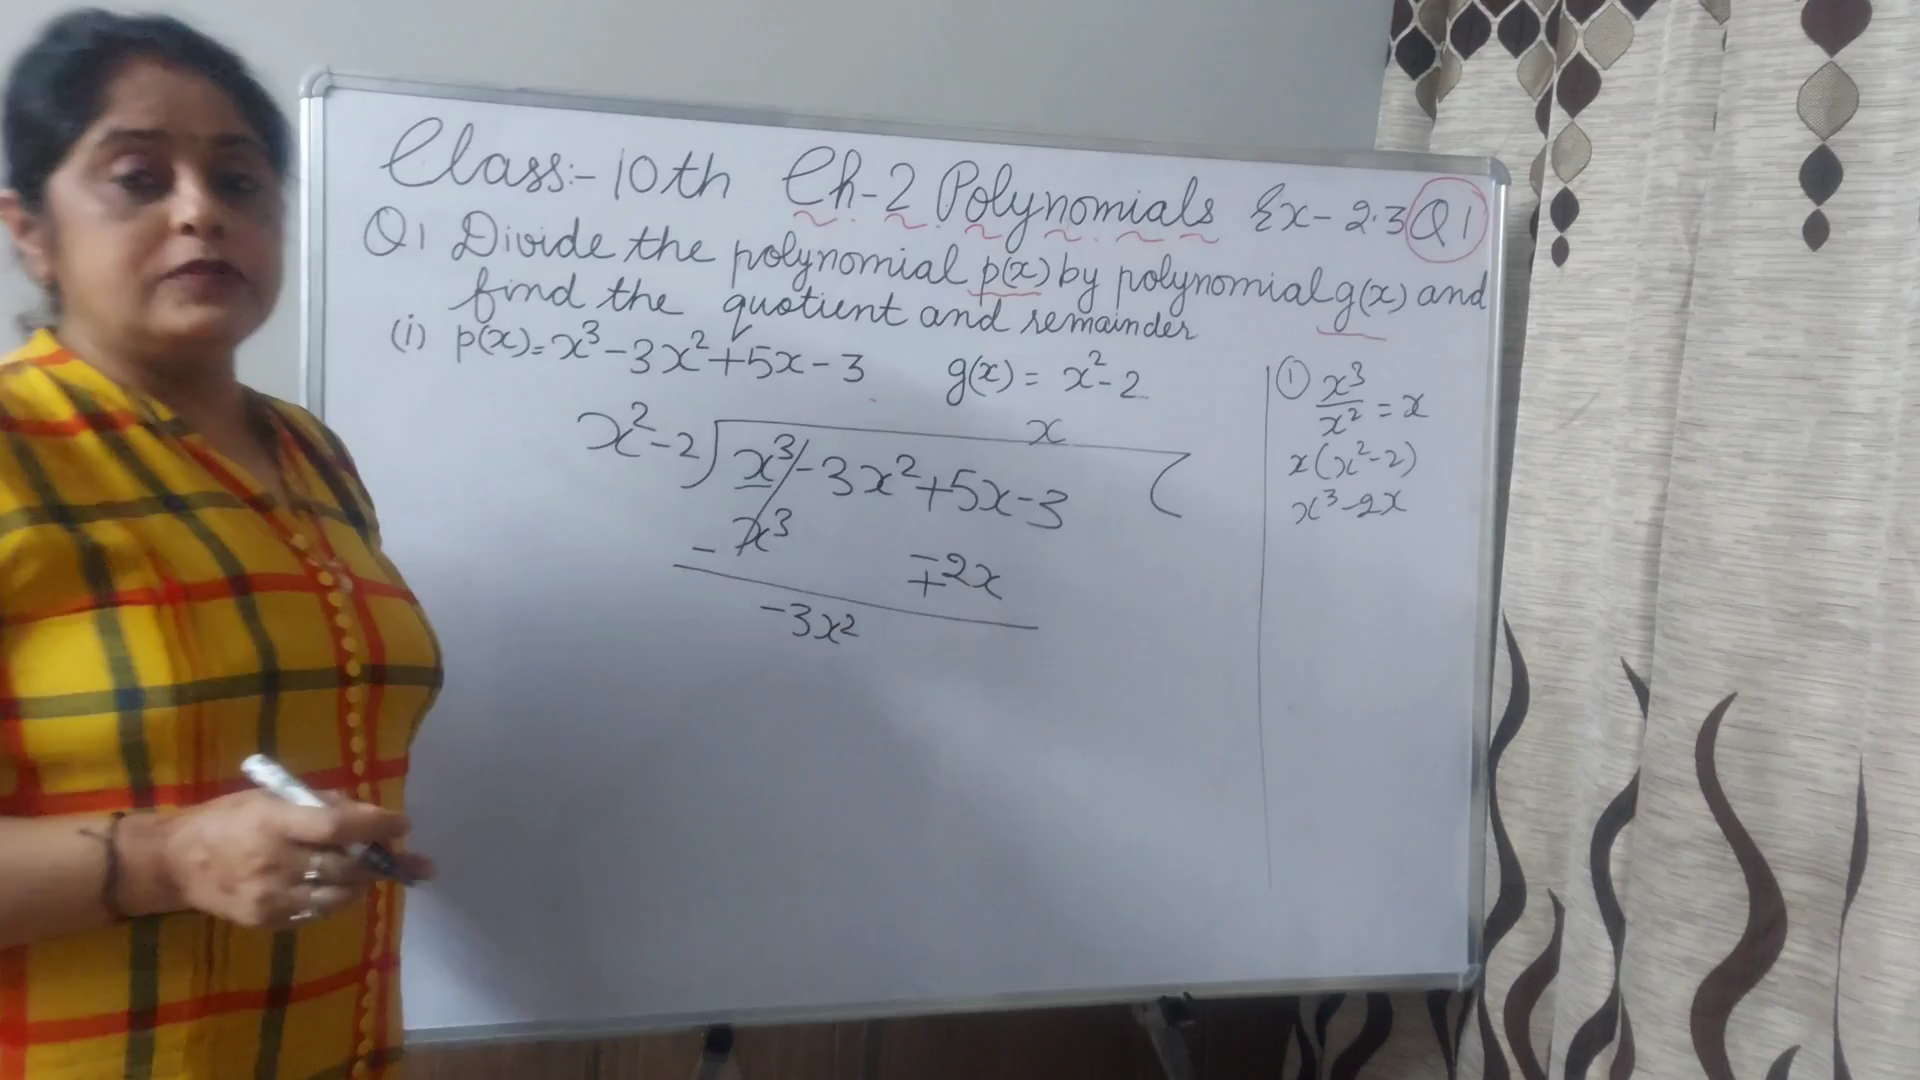 Class:- 10th Ch-2 Polynomials Ex-2.3 Q1
Q1 Divide the polynomial p(x) by polynomial g(x) and
find the quotient and remainder
(i) p(x)=x³-3x²+5x-3 g(x)= x²-2
x
x²-2) x³-3x²+5x-3 (
- x³ ∓2x
-3x²
① x³/x² = x
x(x²-2)
x³-2x